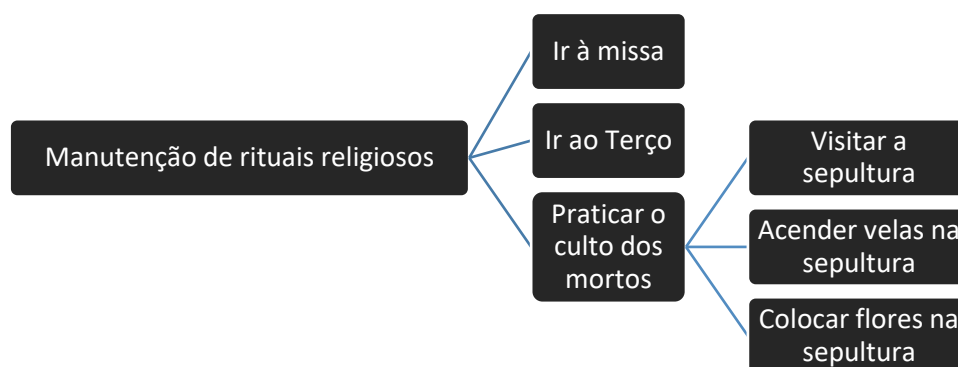 Manutenção de rituais religiosos
Ir à missa
Ir ao Terço
Praticar o
culto dos
mortos
Visitar a
sepultura
Acender velas na
sepultura
Colocar flores na
sepultura